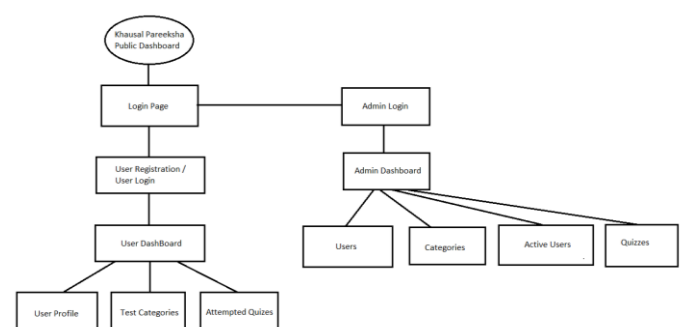 Khausal Pareeksha
Public Dashboard
Login Page
Admin Login
User Registration /
User Login
Admin Dashboard
User DashBoard
Users
Categories
Active Users
Quizzes
User Profile
Test Categories
Attempted Quizes